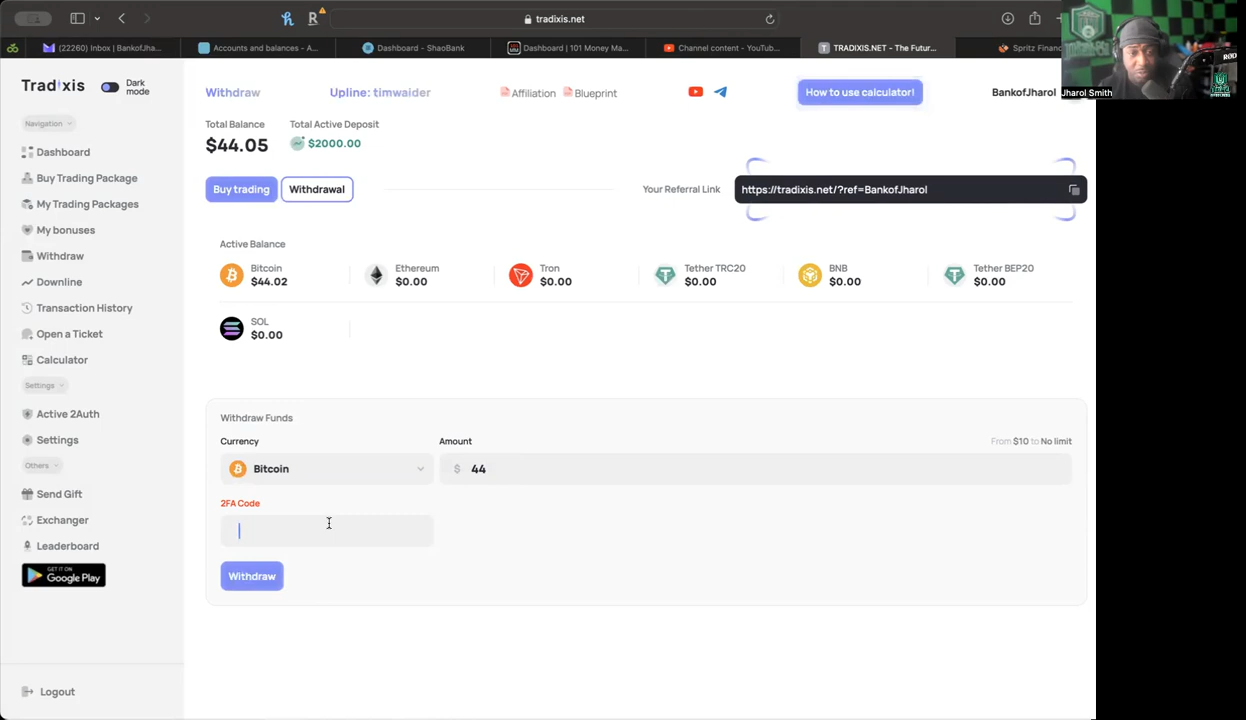 tradixis.net
(22260) Inbox | BankofJha...
Accounts and balances - A...
Dashboard - ShaoBank
Dashboard | 101 Money Ma...
Channel content - YouTub...
TRADIXIS.NET - The Futur...
Spritz Financ
Jharol Smith
Tradixis
Dark mode
Withdraw
Upline: timwaider
Affiliation
Blueprint
How to use calculator!
BankofJharol
Navigation
Dashboard
Buy Trading Package
My Trading Packages
My bonuses
Withdraw
Downline
Transaction History
Open a Ticket
Calculator
Settings
Active 2Auth
Settings
Others
Send Gift
Exchanger
Leaderboard
GET IT ON
Google Play
Logout
Total Balance
$44.05
Total Active Deposit
$2000.00
Buy trading
Withdrawal
Your Referral Link
https://tradixis.net/?ref=BankofJharol
Active Balance
Bitcoin
$44.02
Ethereum
$0.00
Tron
$0.00
Tether TRC20
$0.00
BNB
$0.00
Tether BEP20
$0.00
SOL
$0.00
Withdraw Funds
Currency
Amount
From $10 to No limit
Bitcoin
$ 44
2FA Code
Withdraw